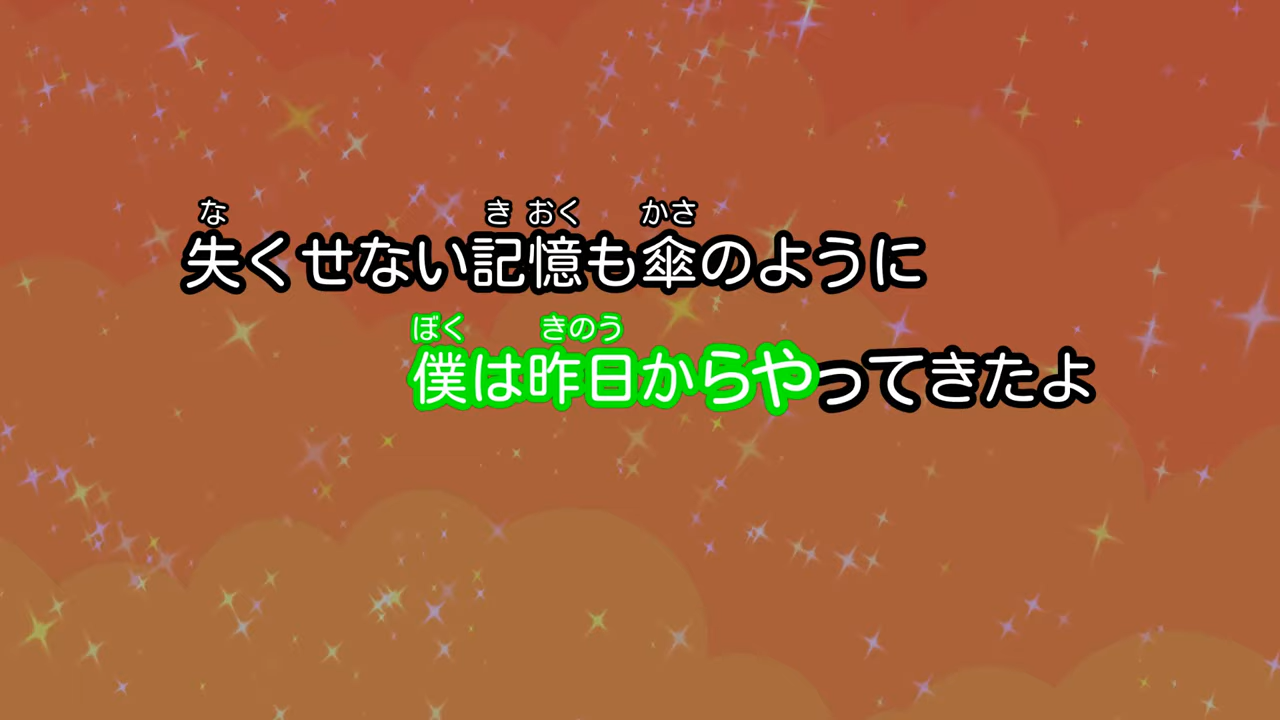 な き おく かさ
失くせない記憶も傘のように
ぼく きのう
僕は昨日からやってきたよ